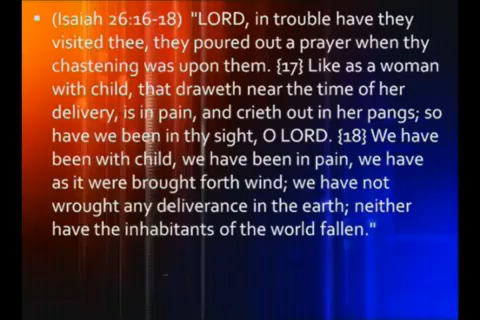 ▪ (Isaiah 26:16-18) "LORD, in trouble have they
visited thee, they poured out a prayer when thy
chastening was upon them. {17} Like as a woman
with child, that draweth near the time of her
delivery, is in pain, and crieth out in her pangs; so
have we been in thy sight, O LORD. {18} We have
been with child, we have been in pain, we have
as it were brought forth wind; we have not
wrought any deliverance in the earth; neither
have the inhabitants of the world fallen."